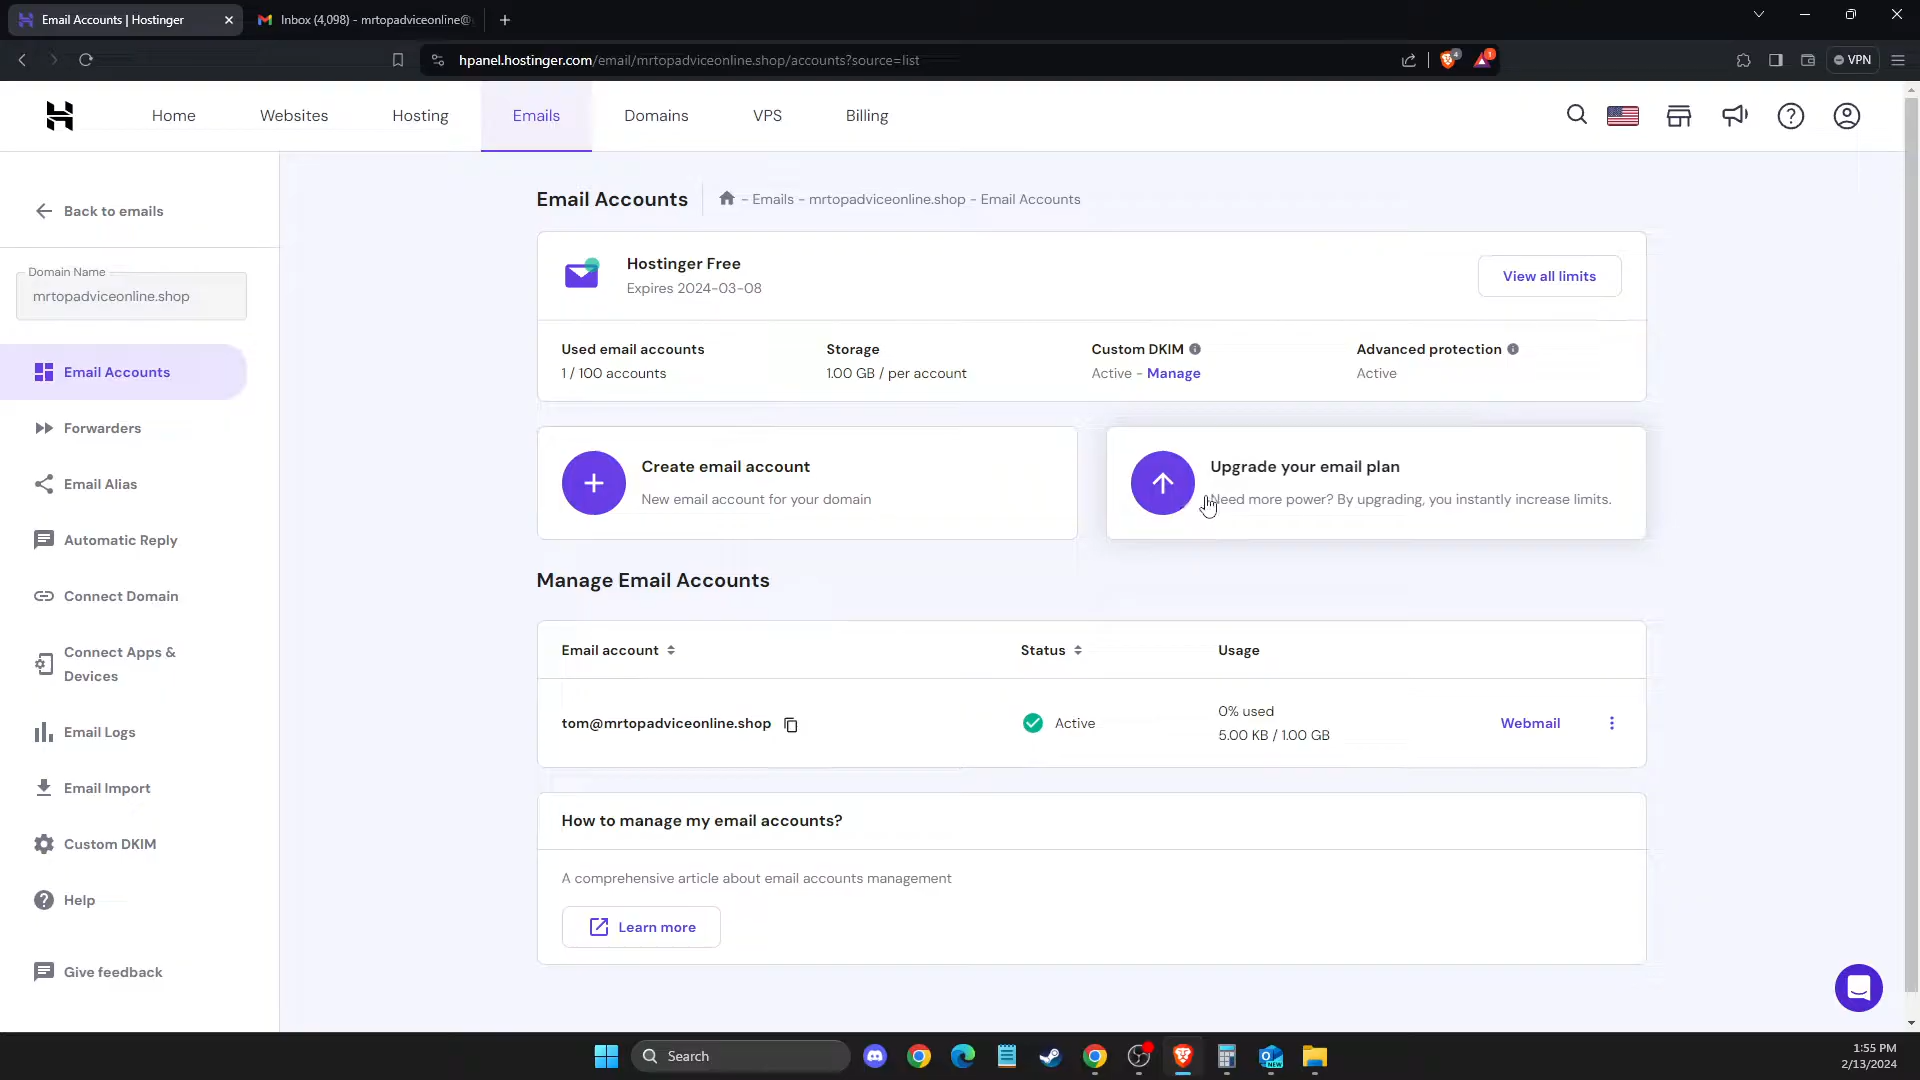 Email Accounts | Hostinger
Inbox (4,098) - mrtopadviceonline@
hpanel.hostinger.com/email/mrtopadviceonline.shop/accounts?source=list
4
1
VPN
Home
Websites
Hosting
Emails
Domains
VPS
Billing
Back to emails
Domain Name
mrtopadviceonline.shop
Email Accounts
Forwarders
Email Alias
Automatic Reply
Connect Domain
Connect Apps &
Devices
Email Logs
Email Import
Custom DKIM
Help
Give feedback
Email Accounts
- Emails - mrtopadviceonline.shop - Email Accounts
Hostinger Free
Expires 2024-03-08
View all limits
Used email accounts
1 / 100 accounts
Storage
1.00 GB / per account
Custom DKIM
Active - Manage
Advanced protection
Active
Create email account
New email account for your domain
Upgrade your email plan
Need more power? By upgrading, you instantly increase limits.
Manage Email Accounts
Email account
Status
Usage
tom@mrtopadviceonline.shop
Active
0% used
5.00 KB / 1.00 GB
Webmail
How to manage my email accounts?
A comprehensive article about email accounts management
Learn more
Search
NEW
1:55 PM
2/13/2024